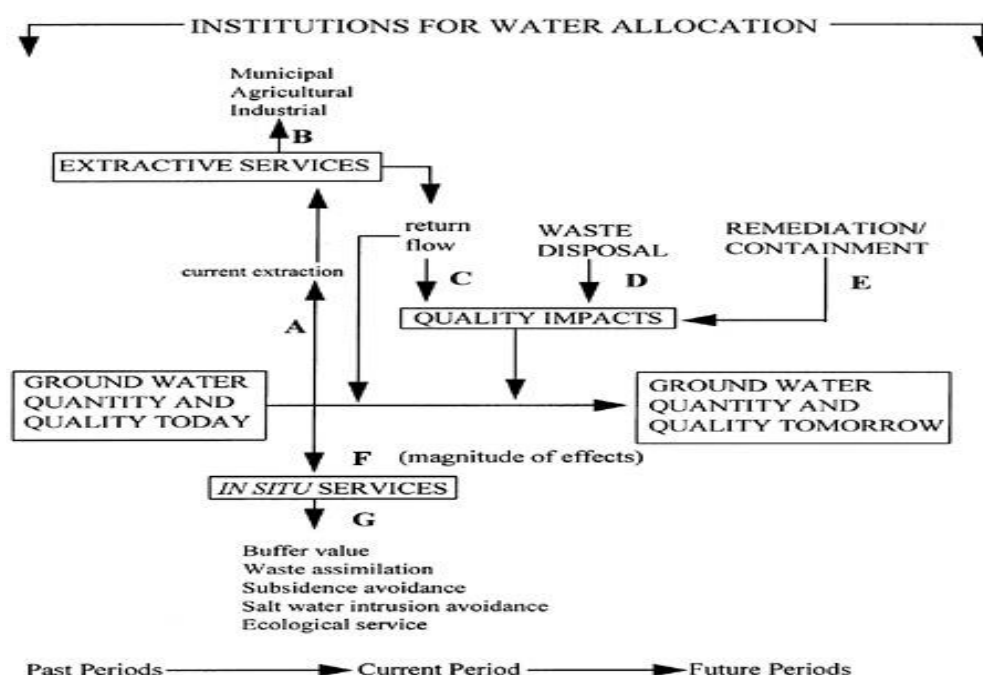 INSTITUTIONS FOR WATER ALLOCATION
Municipal
Agricultural
Industrial
B
EXTRACTIVE SERVICES
return
flow
WASTE
DISPOSAL
REMEDIATION/
CONTAINMENT
current extraction
C
D
E
A
QUALITY IMPACTS
GROUND WATER
QUANTITY AND
QUALITY TODAY
GROUND WATER
QUANTITY AND
QUALITY TOMORROW
F (magnitude of effects)
IN SITU SERVICES
G
Buffer value
Waste assimilation
Subsidence avoidance
Salt water intrusion avoidance
Ecological service
Past Periods Current Period Future Periods